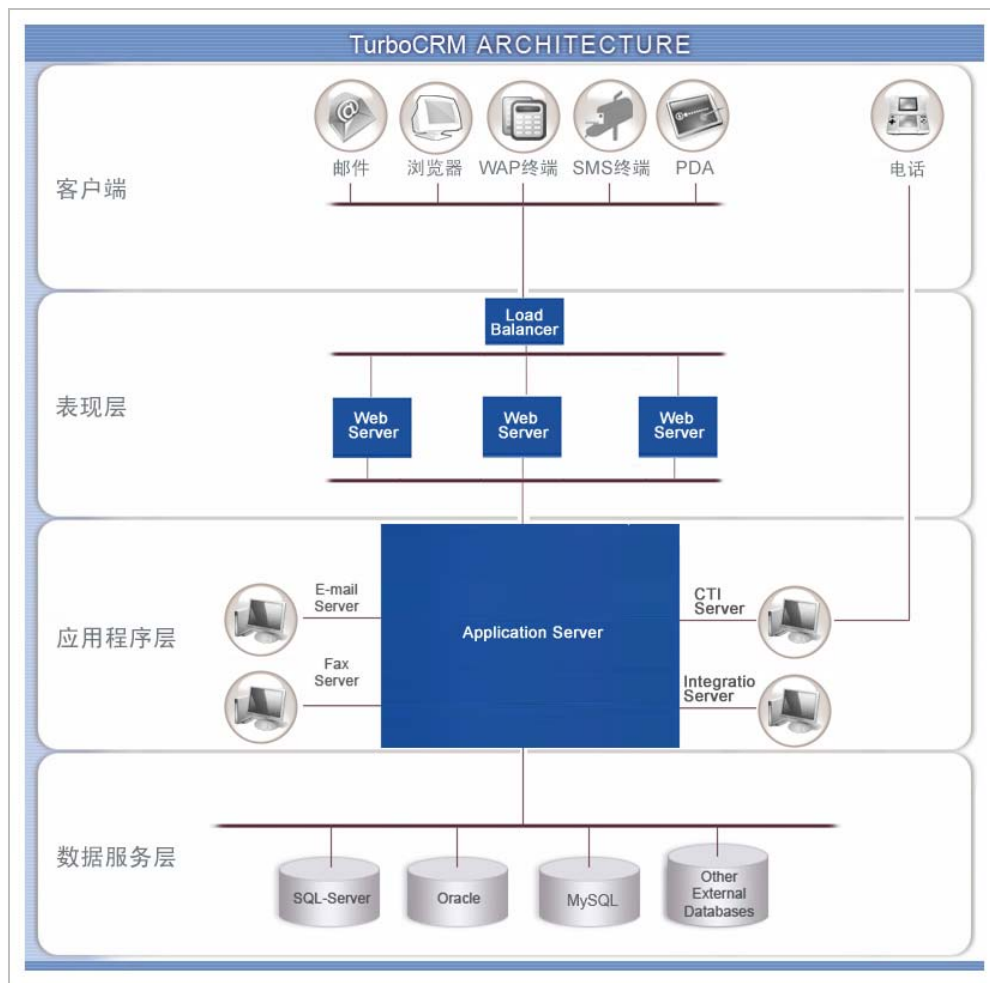 TurboCRM ARCHITECTURE
邮件
浏览器
WAP终端
SMS终端
PDA
电话
客户端
Load
Balancer
表现层
Web
Server
Web
Server
Web
Server
应用程序层
E-mail
Server
Fax
Server
Application Server
CTI
Server
Integratio
Server
数据服务层
SQL-Server
Oracle
MySQL
Other
External
Databases